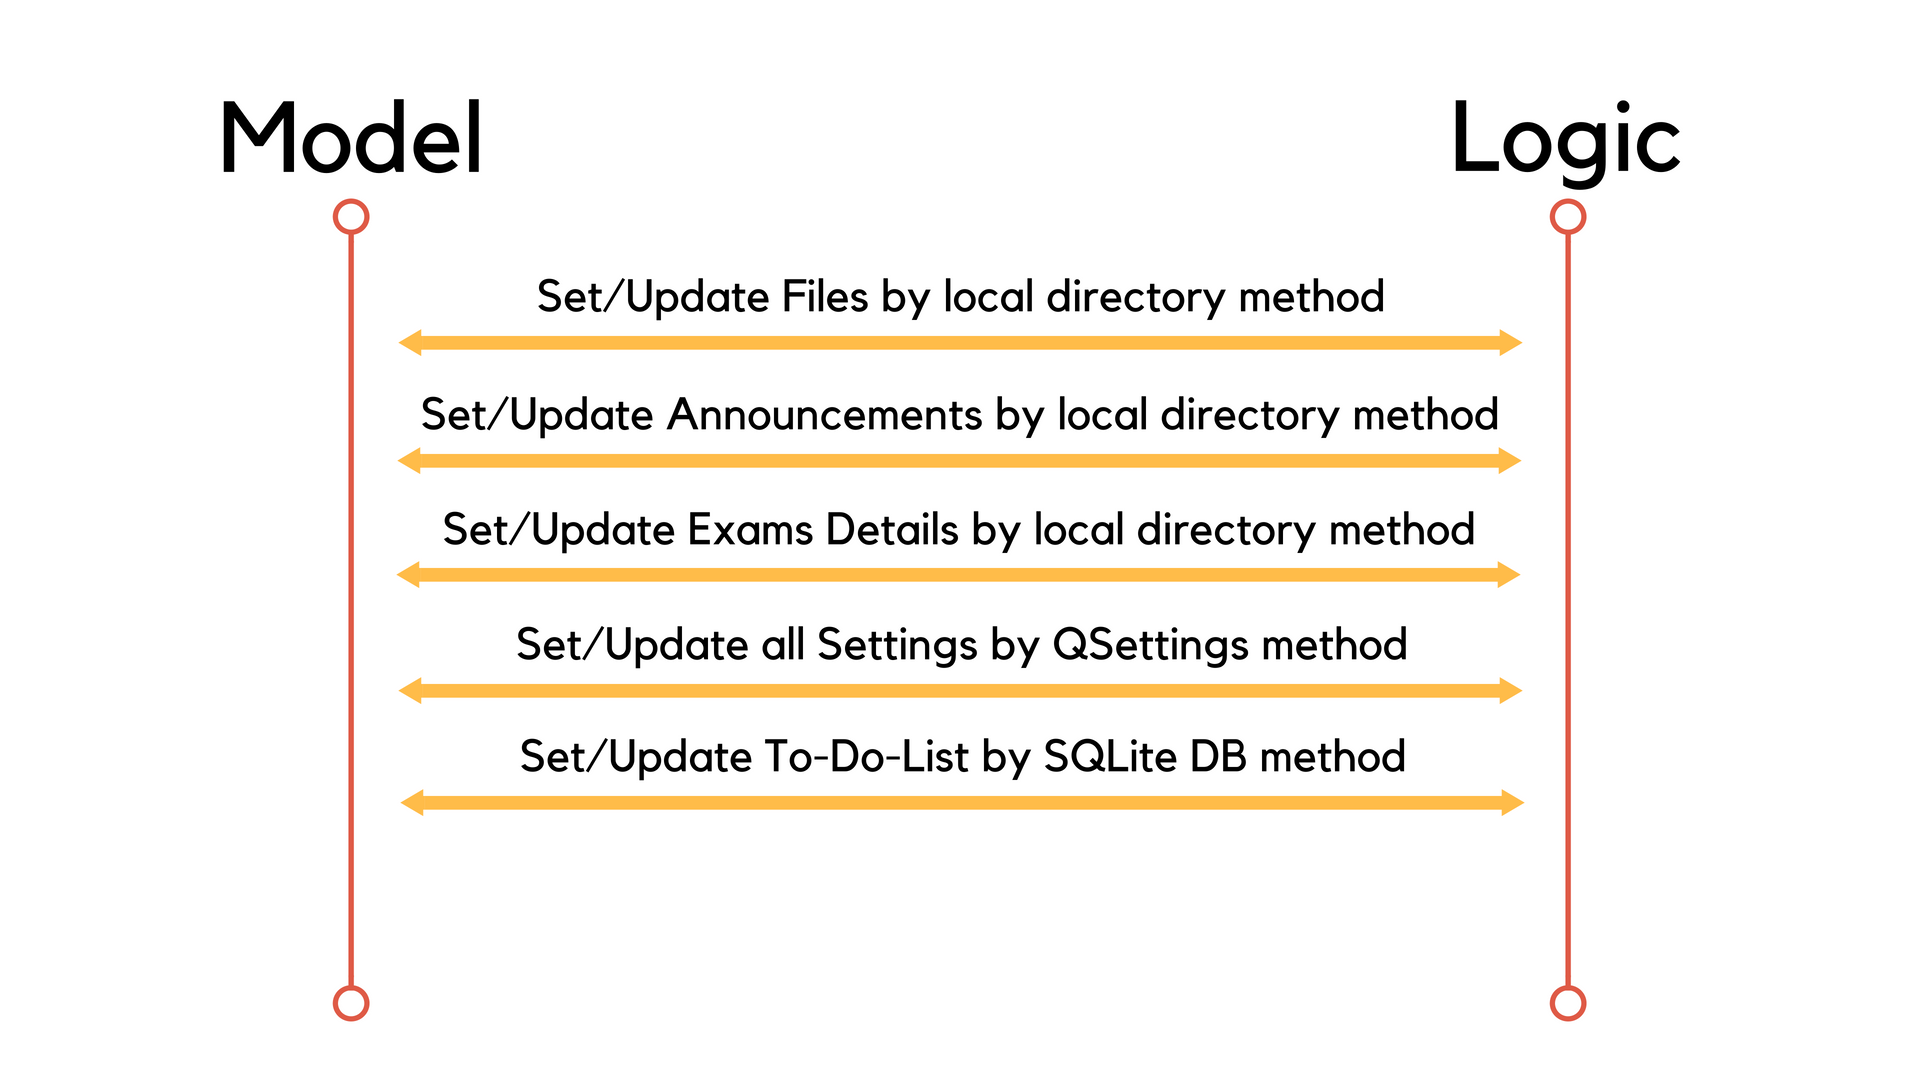 Model
Logic
Set/Update Files by local directory method
Set/Update Announcements by local directory method
Set/Update Exams Details by local directory method
Set/Update all Settings by QSettings method
Set/Update To-Do-List by SQLite DB method